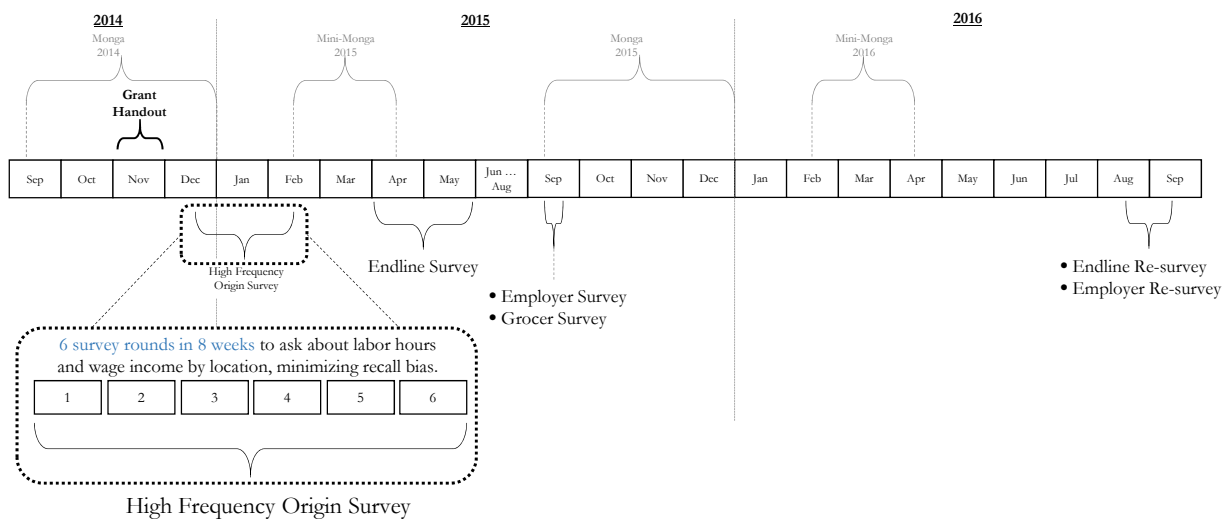 2014
2015
2016
Monga
2014
Mini-Monga
2015
Monga
2015
Mini-Monga
2016
Grant
Handout
Sep
Oct
Nov
Dec
Jan
Feb
Mar
Apr
May
Jun …
Aug
Sep
Oct
Nov
Dec
Jan
Feb
Mar
Apr
May
Jun
Jul
Aug
Sep
High Frequency
Origin Survey
Endline Survey
• Employer Survey
• Grocer Survey
• Endline Re-survey
• Employer Re-survey
6 survey rounds in 8 weeks to ask about labor hours
and wage income by location, minimizing recall bias.
1
2
3
4
5
6
High Frequency Origin Survey